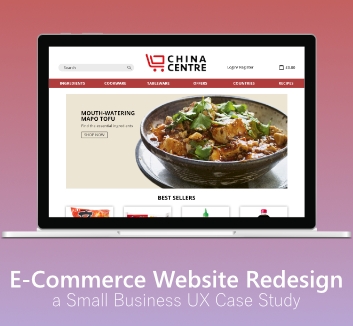 CHINA
CENTRE
Search
Login/ Register
£0.00
INGREDIENTS COOKWARE TABLEWARE OFFERS COUNTRIES RECIPES
MOUTH-WATERING
MAPO TOFU
SHOP NOW
BEST SELLERS
E-Commerce Website Redesign
a Small Business UX Case Study